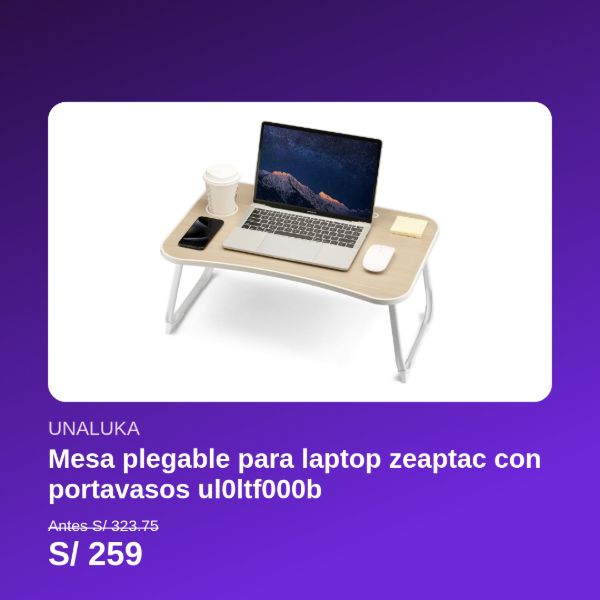 UNALUKA
Mesa plegable para laptop zeaptac con
portavasos ul0ltf000b
Antes S/ 323.75
S/ 259